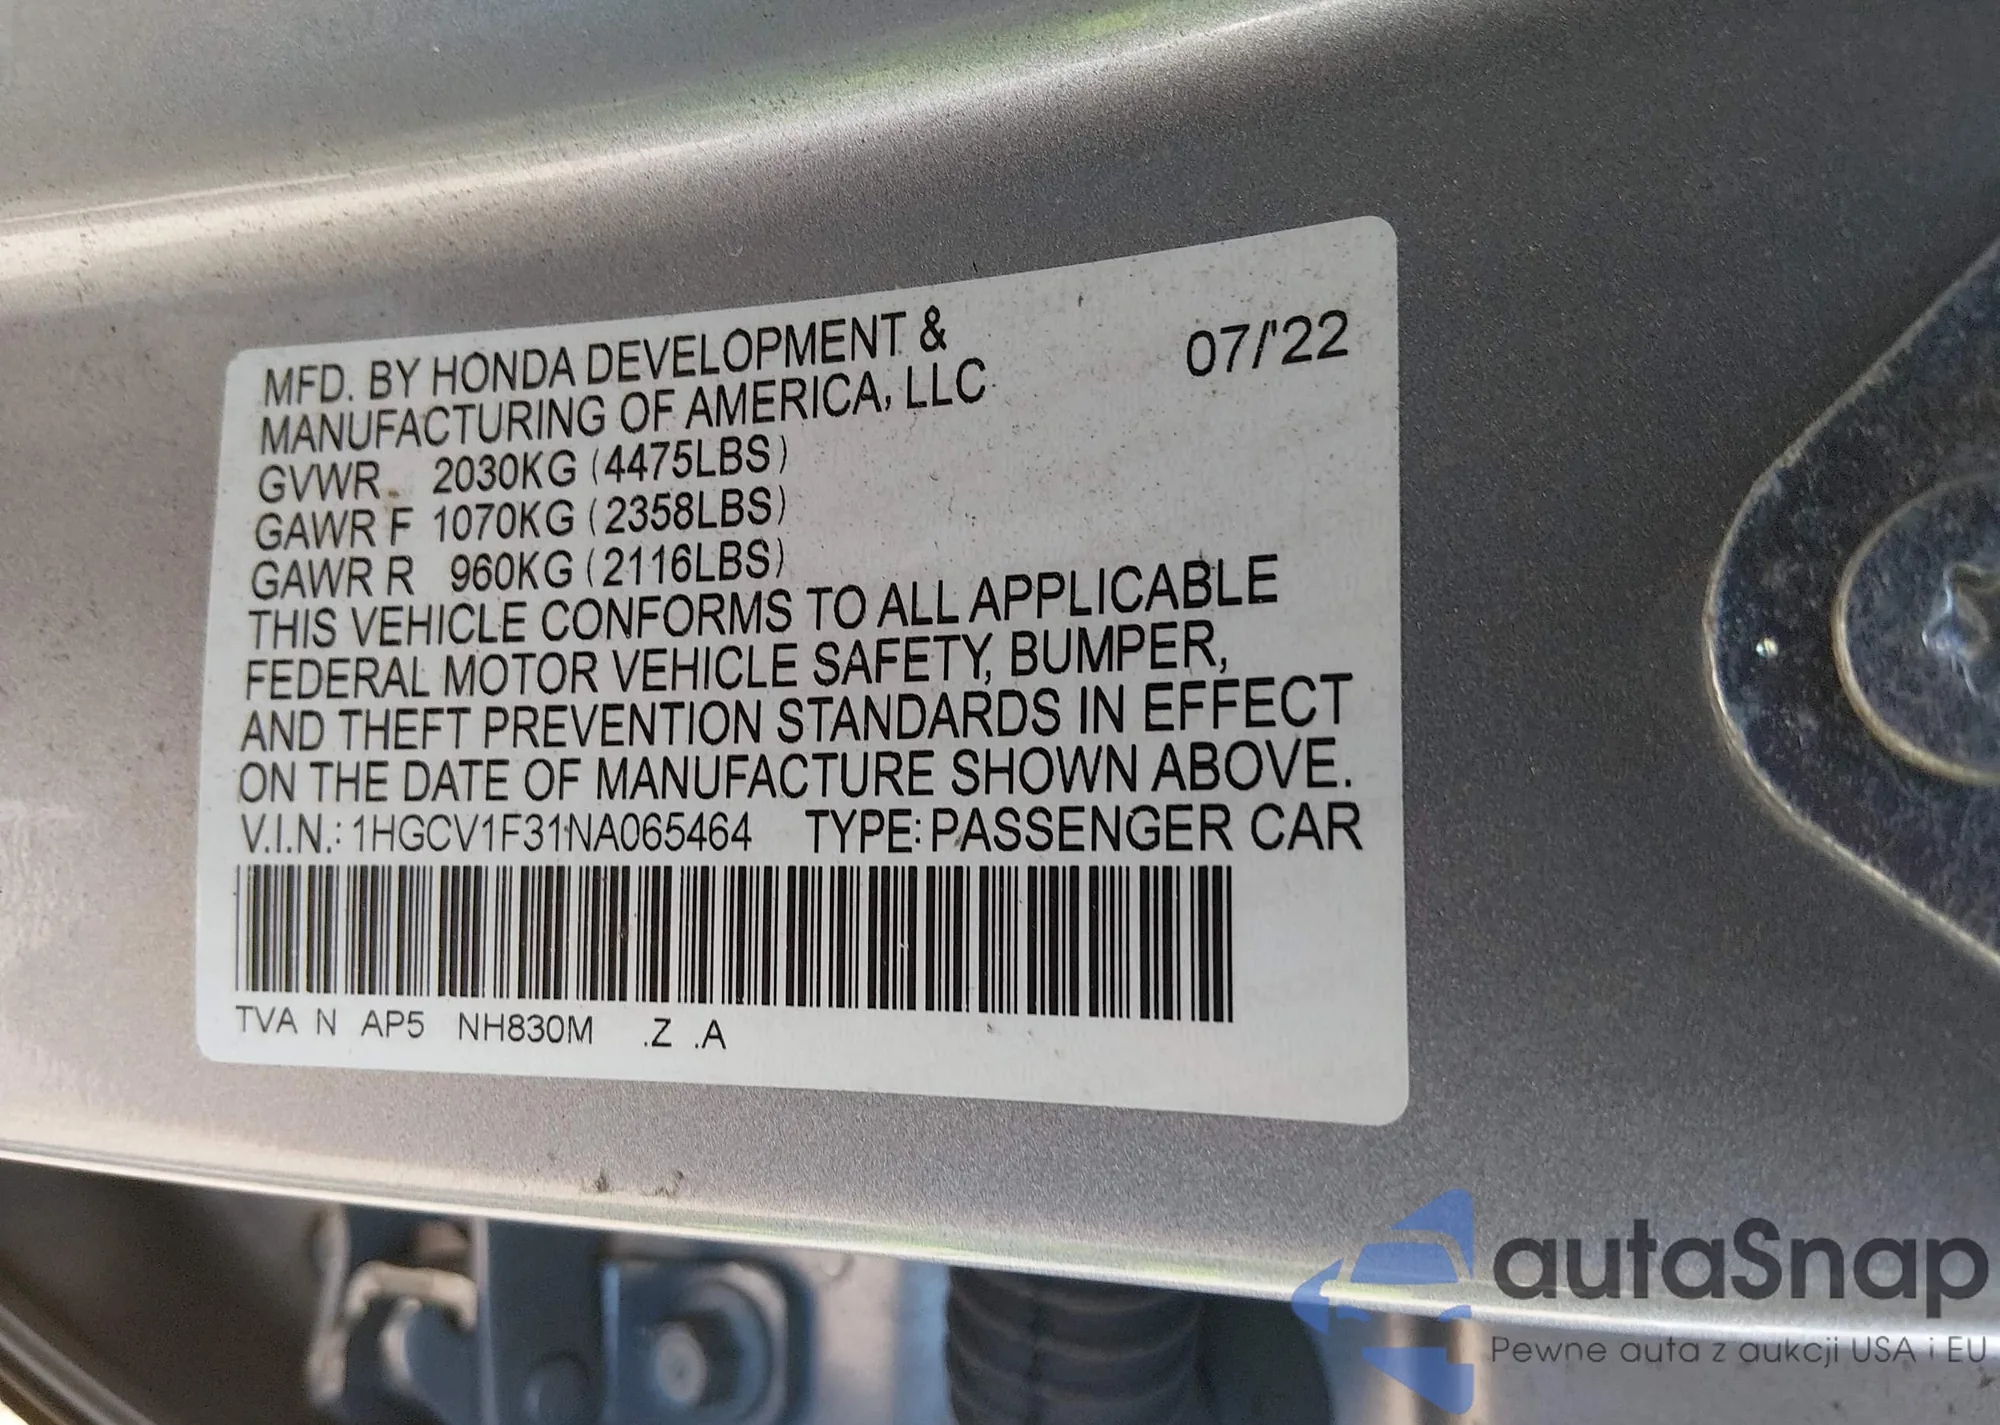 MFD. BY HONDA DEVELOPMENT &
MANUFACTURING OF AMERICA, LLC
07/'22
GVWR 2030KG (4475LBS)
GAWR F 1070KG (2358LBS)
GAWR R 960KG (2116LBS)
THIS VEHICLE CONFORMS TO ALL APPLICABLE
FEDERAL MOTOR VEHICLE SAFETY, BUMPER,
AND THEFT PREVENTION STANDARDS IN EFFECT
ON THE DATE OF MANUFACTURE SHOWN ABOVE.
V.I.N.: 1HGCV1F31NA065464 TYPE: PASSENGER CAR
TVA N AP5 NH830M .Z .A
autaSnap
Pewne auta z aukcji USA i EU